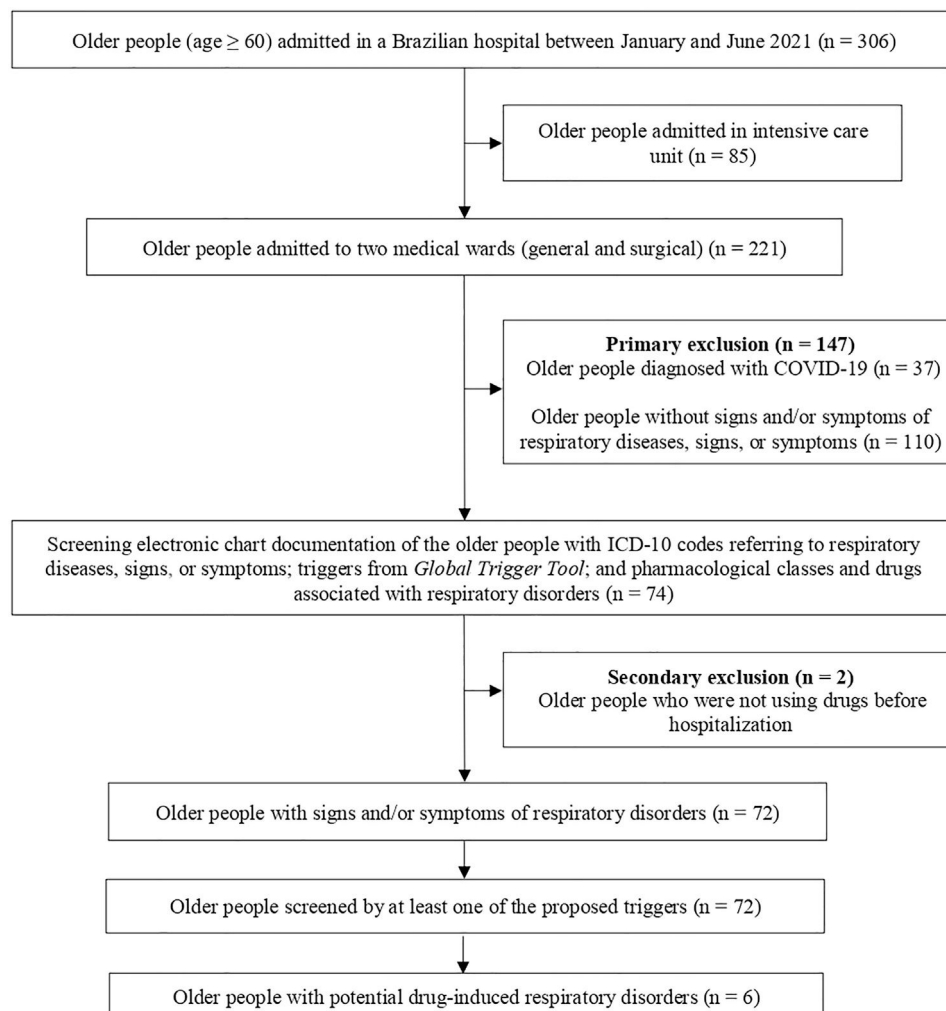 Older people (age ≥ 60) admitted in a Brazilian hospital between January and June 2021 (n = 306)
Older people admitted in intensive care
unit (n = 85)
Older people admitted to two medical wards (general and surgical) (n = 221)
Primary exclusion (n = 147)
Older people diagnosed with COVID-19 (n = 37)
Older people without signs and/or symptoms of
respiratory diseases, signs, or symptoms (n = 110)
Screening electronic chart documentation of the older people with ICD-10 codes referring to respiratory
diseases, signs, or symptoms; triggers from Global Trigger Tool; and pharmacological classes and drugs
associated with respiratory disorders (n = 74)
Secondary exclusion (n = 2)
Older people who were not using drugs before
hospitalization
Older people with signs and/or symptoms of respiratory disorders (n = 72)
Older people screened by at least one of the proposed triggers (n = 72)
Older people with potential drug-induced respiratory disorders (n = 6)